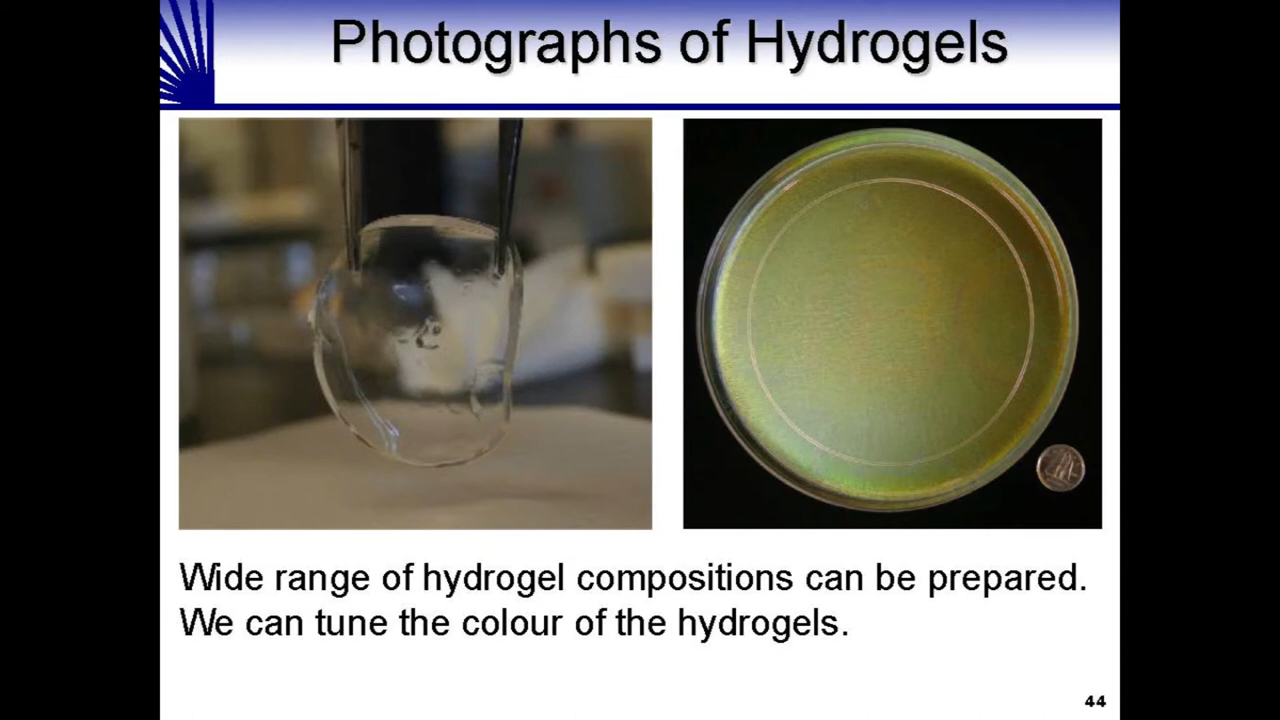 Photographs of Hydrogels
Wide range of hydrogel compositions can be prepared.
We can tune the colour of the hydrogels.
44